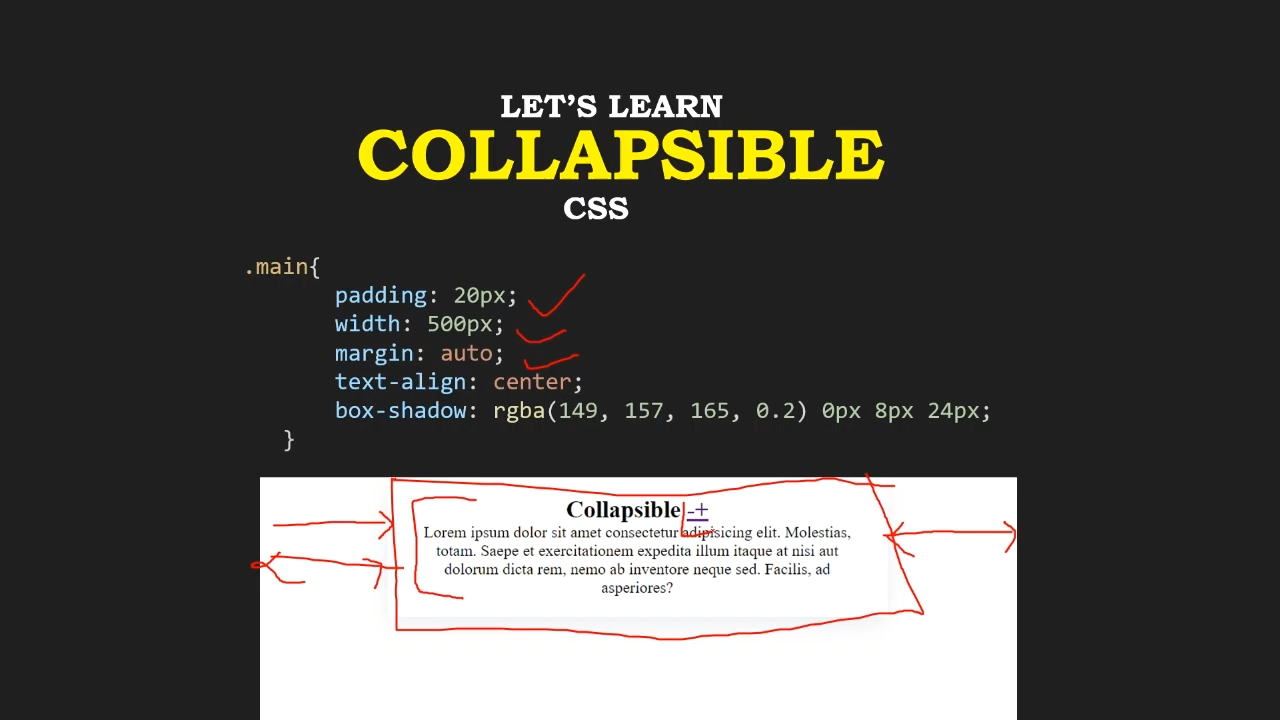 LET’S LEARN
COLLAPSIBLE
CSS
.main{
padding: 20px;
width: 500px;
margin: auto;
text-align: center;
box-shadow: rgba(149, 157, 165, 0.2) 0px 8px 24px;
}
Collapsible -+
Lorem ipsum dolor sit amet consectetur adipisicing elit. Molestias,
totam. Saepe et exercitationem expedita illum itaque at nisi aut
dolorum dicta rem, nemo ab inventore neque sed. Facilis, ad
asperiores?